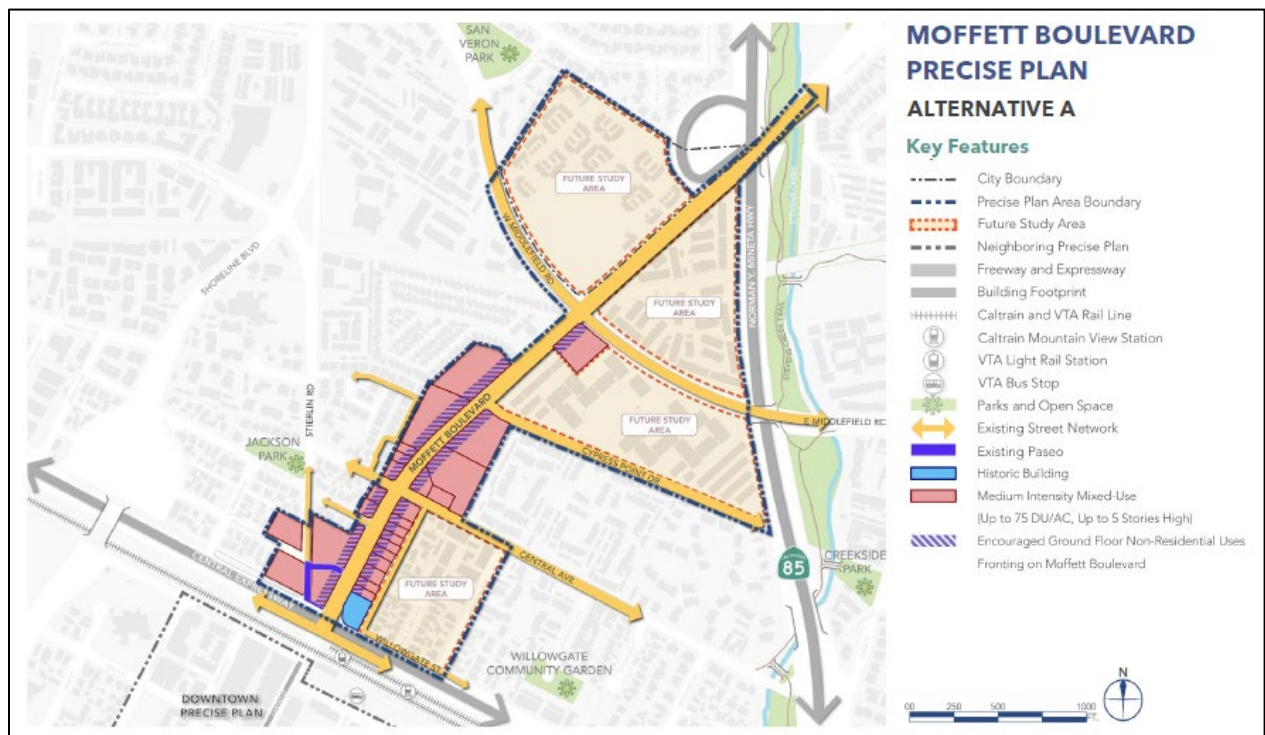 MOFFETT BOULEVARD
PRECISE PLAN
ALTERNATIVE A
Key Features
City Boundary
Precise Plan Area Boundary
Future Study Area
Neighboring Precise Plan
Freeway and Expressway
Building Footprint
Caltrain and VTA Rail Line
Caltrain Mountain View Station
VTA Light Rail Station
VTA Bus Stop
Parks and Open Space
Existing Street Network
Existing Paseo
Historic Building
Medium Intensity Mixed-Use
(Up to 75 DU/AC, Up to 5 Stories High)
Encouraged Ground Floor Non-Residential Uses
Fronting on Moffett Boulevard
N
00 250 500 1000
FT.
SAN
VERON
PARK
FUTURE STUDY
AREA
W MIDDLEFIELD RD
SHORELINE BLVD
NORMAN Y. MINETA HWY
FUTURE STUDY
AREA
STEVENS CREEK TRAIL
STIERLIN RD
MOFFETT BOULEVARD
FUTURE STUDY
AREA
E MIDDLEFIELD RD
JACKSON
PARK
CYPRESS POINT DR
CENTRAL EXPRESSWAY
CENTRAL AVE
85
CREEKSIDE
PARK
FUTURE STUDY
AREA
WILLOWGATE ST
WILLOWGATE
COMMUNITY GARDEN
DOWNTOWN
PRECISE PLAN